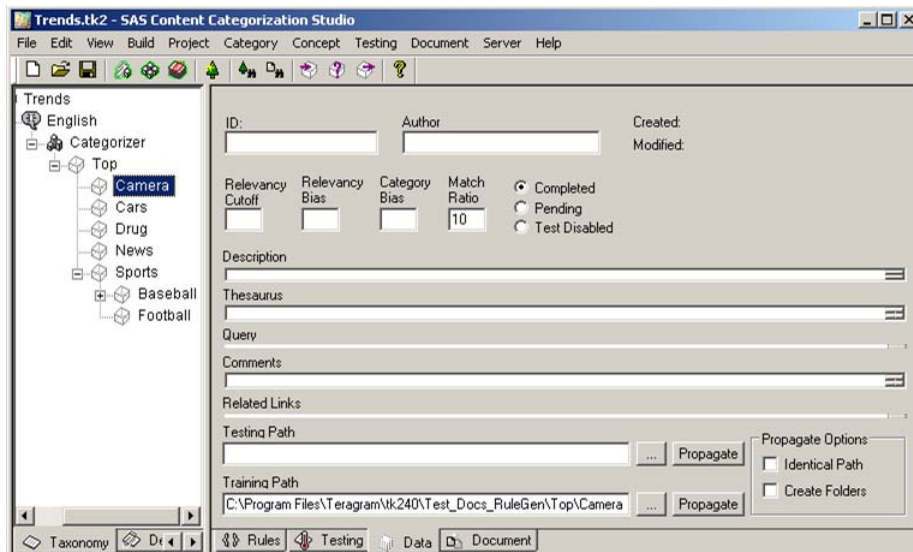 Trends.tk2 - SAS Content Categorization Studio
File Edit View Build Project Category Concept Testing Document Server Help
Trends
English
Categorizer
Top
Camera
Cars
Drug
News
Sports
Baseball
Football
ID:
Author
Created:
Modified:
Relevancy Cutoff
Relevancy Bias
Category Bias
Match Ratio
10
Completed
Pending
Test Disabled
Description
Thesaurus
Query
Comments
Related Links
Testing Path
... Propagate
Propagate Options
Identical Path
Create Folders
Training Path
C:\Program Files\Teragram\tk240\Test_Docs_RuleGen\Top\Camera ... Propagate
Taxonomy
Rules Testing Data Document